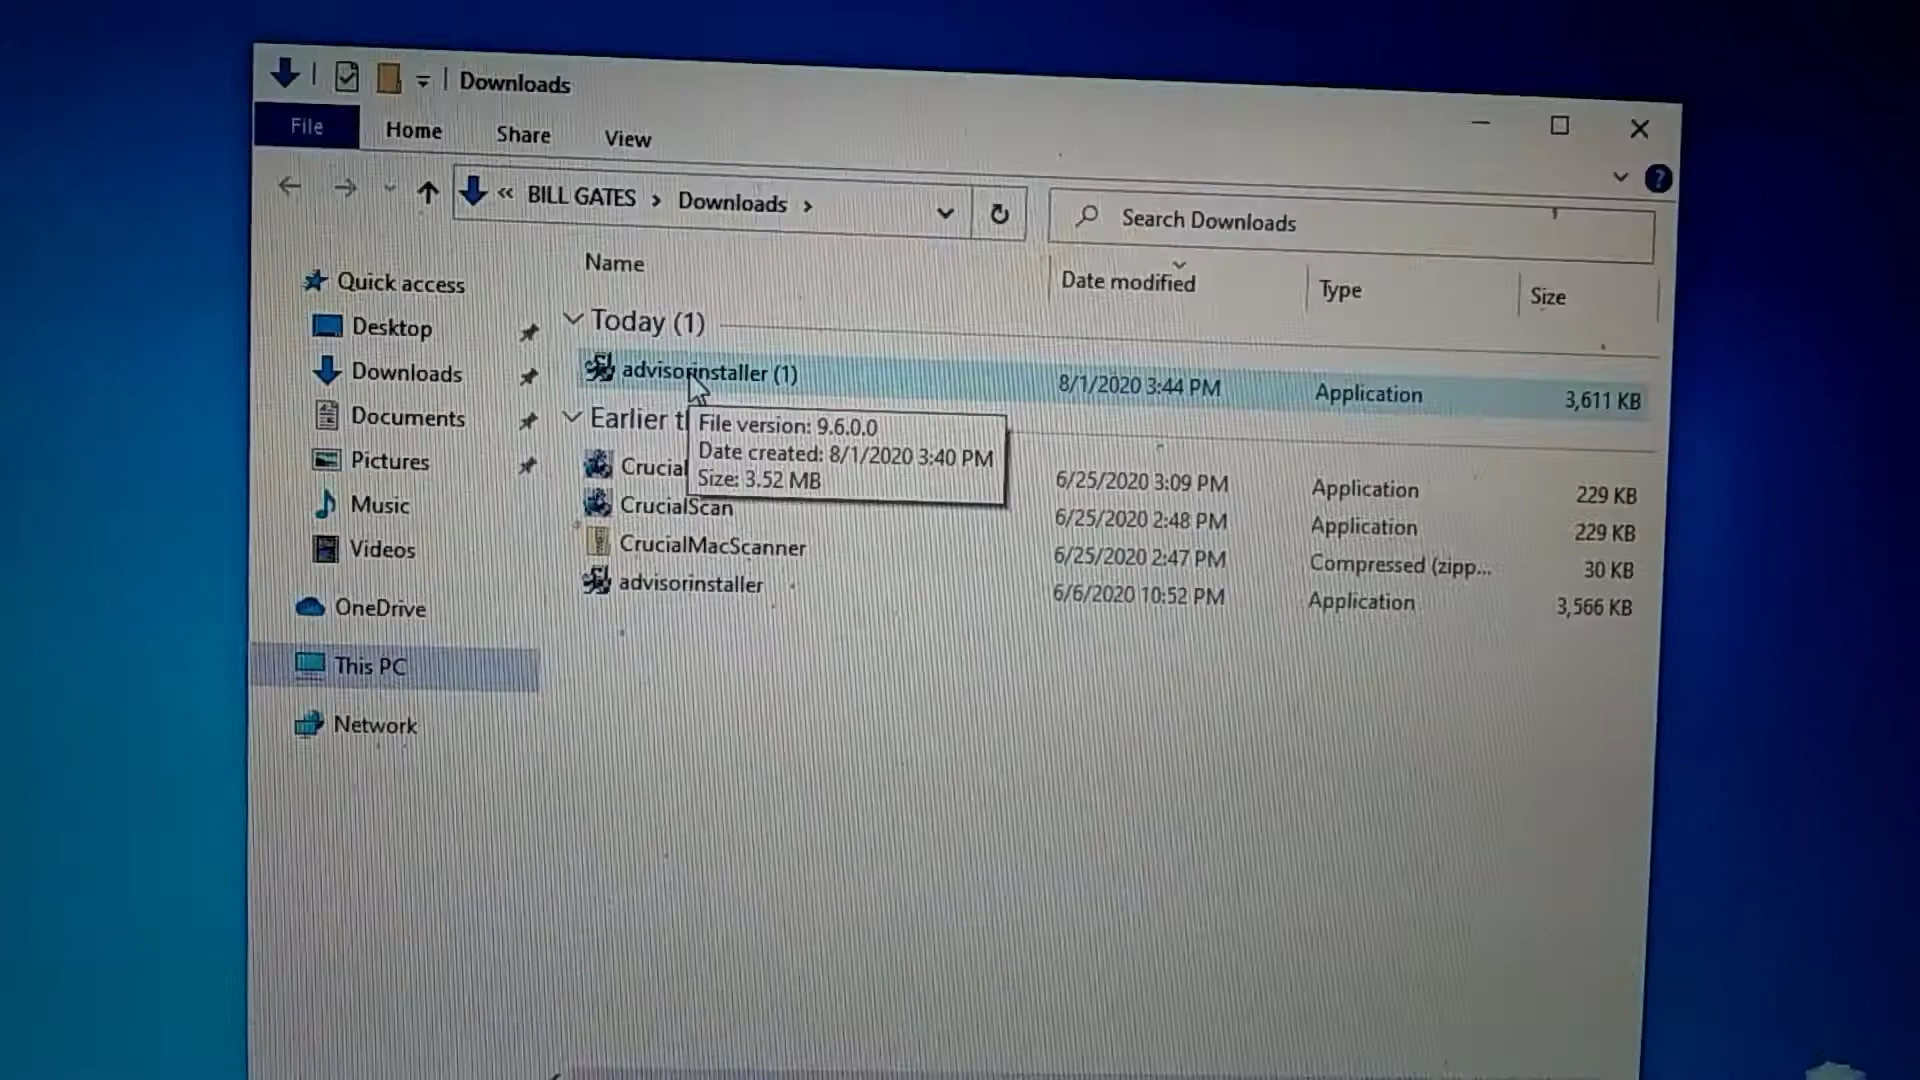 Downloads
File Home Share View
« BILL GATES > Downloads >
Search Downloads
Name Date modified Type Size
Quick access
Desktop
Downloads
Documents
Pictures
Music
Videos
OneDrive
This PC
Network
Today (1)
advisorinstaller (1) 8/1/2020 3:44 PM Application 3,611 KB
Earlier
File version: 9.6.0.0
Date created: 8/1/2020 3:40 PM
Size: 3.52 MB
Crucial 6/25/2020 3:09 PM Application 229 KB
CrucialScan 6/25/2020 2:48 PM Application 229 KB
CrucialMacScanner 6/25/2020 2:47 PM Compressed (zipp... 30 KB
advisorinstaller 6/6/2020 10:52 PM Application 3,566 KB